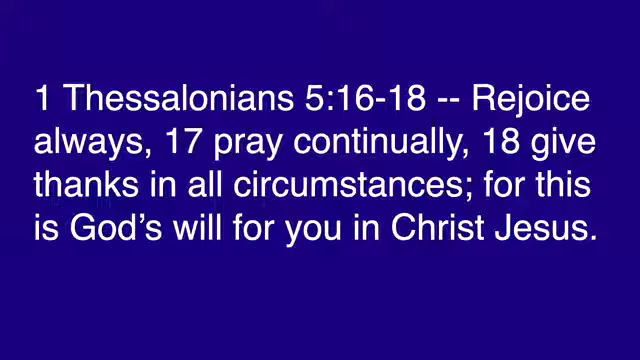 1 Thessalonians 5:16-18 -- Rejoice
always, 17 pray continually, 18 give
thanks in all circumstances; for this
is God’s will for you in Christ Jesus.